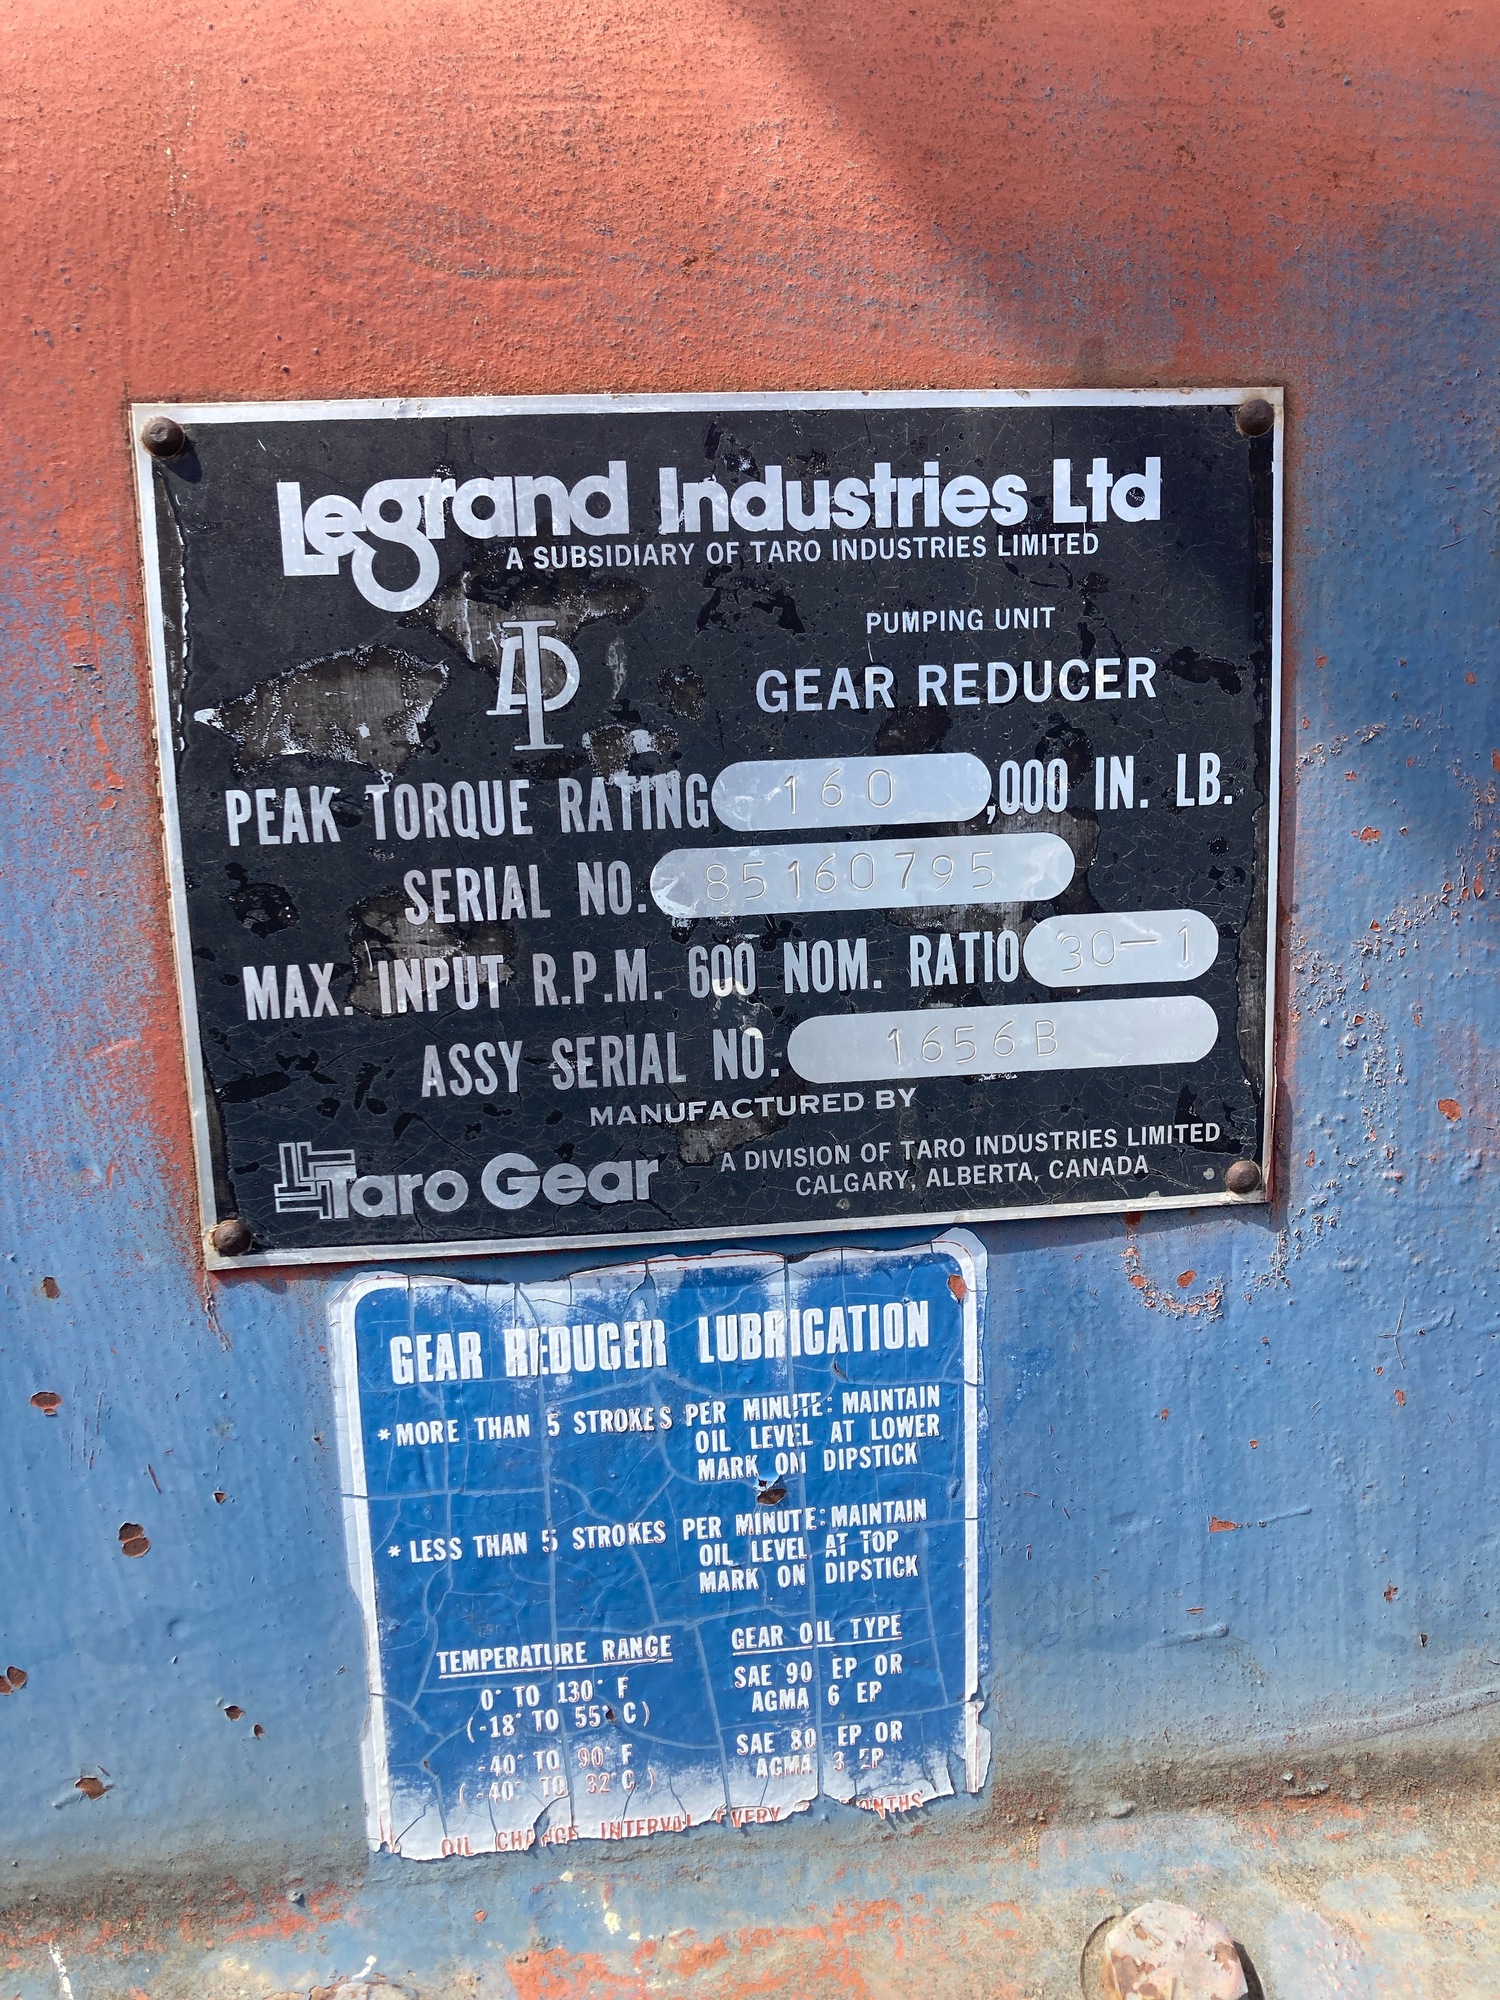 Legrand Industries Ltd
A SUBSIDIARY OF TARO INDUSTRIES LIMITED
PUMPING UNIT
GEAR REDUCER
PEAK TORQUE RATING 160,000 IN. LB.
SERIAL NO. 85160795
MAX. INPUT R.P.M. 600 NOM. RATIO 30-1
ASSY SERIAL NO. 1656B
MANUFACTURED BY
Taro Gear
A DIVISION OF TARO INDUSTRIES LIMITED
CALGARY, ALBERTA, CANADA
GEAR REDUCER LUBRICATION
* MORE THAN 5 STROKES PER MINUTE: MAINTAIN
OIL LEVEL AT LOWER
MARK ON DIPSTICK
* LESS THAN 5 STROKES PER MINUTE: MAINTAIN
OIL LEVEL AT TOP
MARK ON DIPSTICK
TEMPERATURE RANGE GEAR OIL TYPE
0° TO 130° F SAE 90 EP OR
(-18° TO 55° C) AGMA 6 EP
-40° TO 90° F SAE 80 EP OR
(-40° TO 32° C) AGMA 3 EP
OIL CHANGE INTERVAL EVERY MONTHS